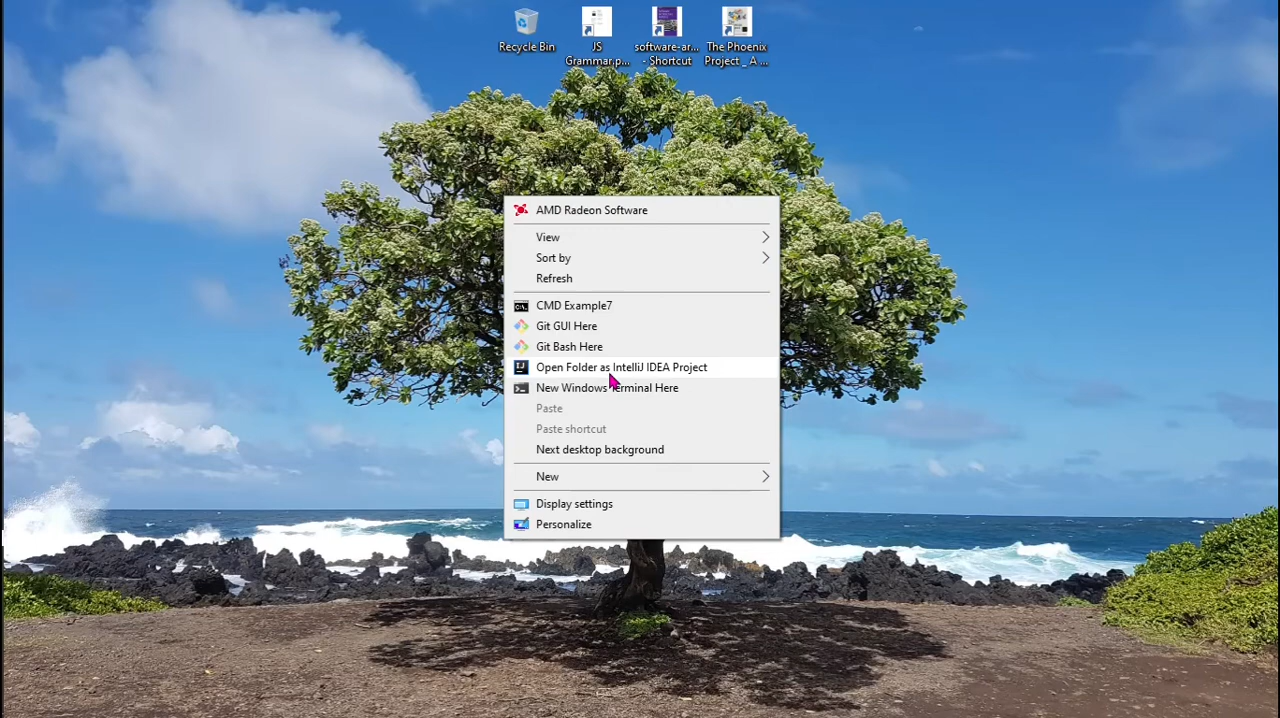 Recycle Bin
JS
Grammar.p...
software-ar...
- Shortcut
The Phoenix
Project _ A ...
AMD Radeon Software
View
Sort by
Refresh
CMD Example7
Git GUI Here
Git Bash Here
Open Folder as IntelliJ IDEA Project
New Windows Terminal Here
Paste
Paste shortcut
Next desktop background
New
Display settings
Personalize